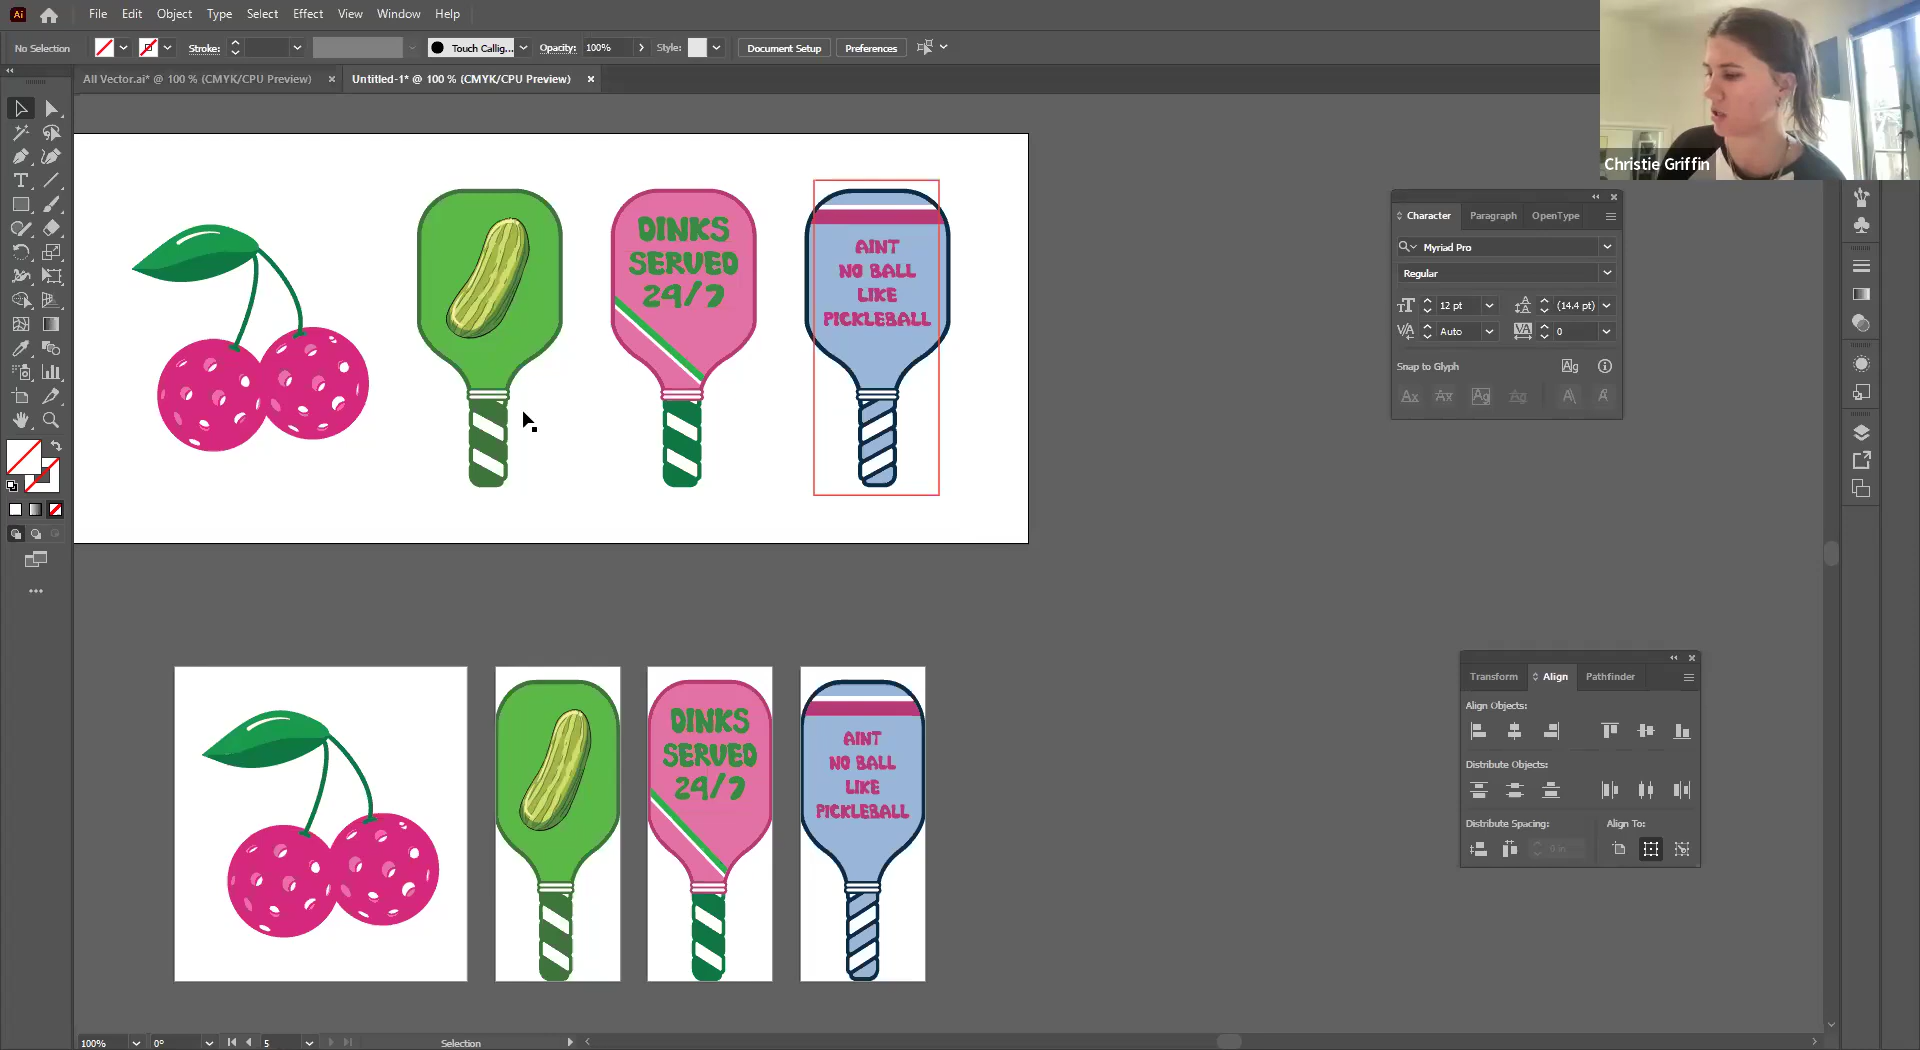 Ai File Edit Object Type Select Effect View Window Help
No Selection Stroke: Touch Callig... Opacity: 100% Style: Document Setup Preferences
All Vector.ai* @ 100 % (CMYK/CPU Preview) × Untitled-1* @ 100 % (CMYK/CPU Preview) ×
Christie Griffin
DINKS
SERVED
24/7
AINT
NO BALL
LIKE
PICKLEBALL
Character Paragraph OpenType
Myriad Pro
Regular
12 pt (14.4 pt)
Auto 0
Snap to Glyph
Transform Align Pathfinder
Align Objects:
Distribute Objects:
Distribute Spacing: Align To:
0 in
DINKS
SERVED
24/7
AINT
NO BALL
LIKE
PICKLEBALL
100% 0° 5 Selection